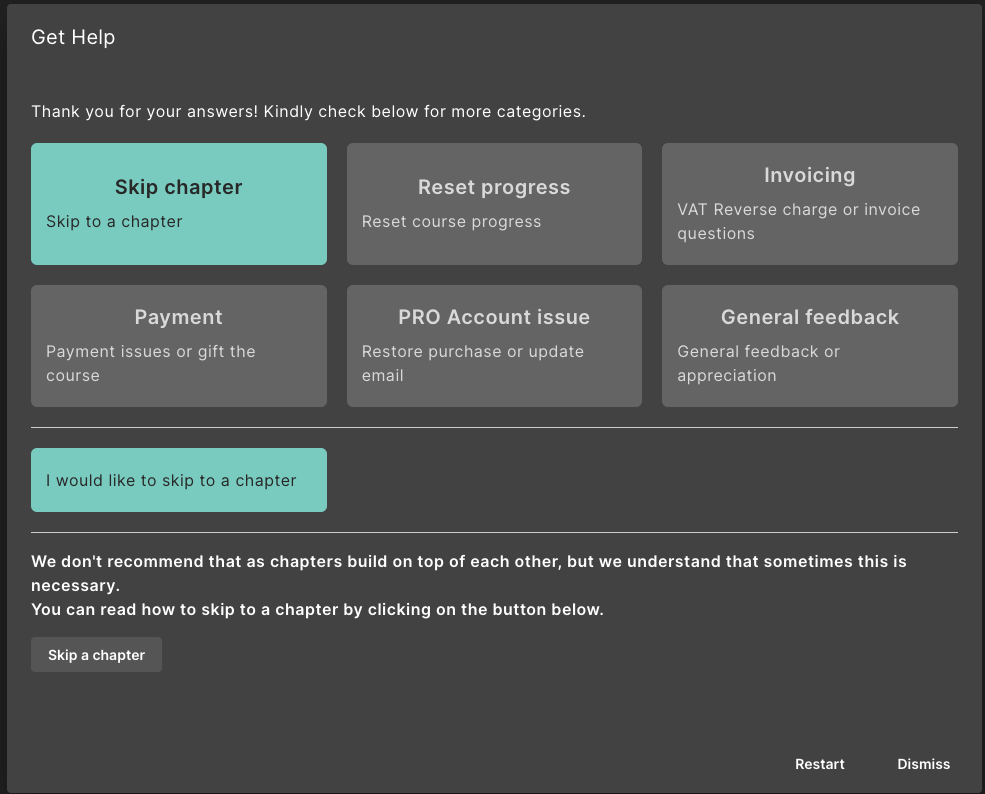 Get Help
Thank you for your answers! Kindly check below for more categories.
Skip chapter
Skip to a chapter
Reset progress
Reset course progress
Invoicing
VAT Reverse charge or invoice
questions
Payment
Payment issues or gift the
course
PRO Account issue
Restore purchase or update
email
General feedback
General feedback or
appreciation
I would like to skip to a chapter
We don't recommend that as chapters build on top of each other, but we understand that sometimes this is
necessary.
You can read how to skip to a chapter by clicking on the button below.
Skip a chapter
Restart
Dismiss